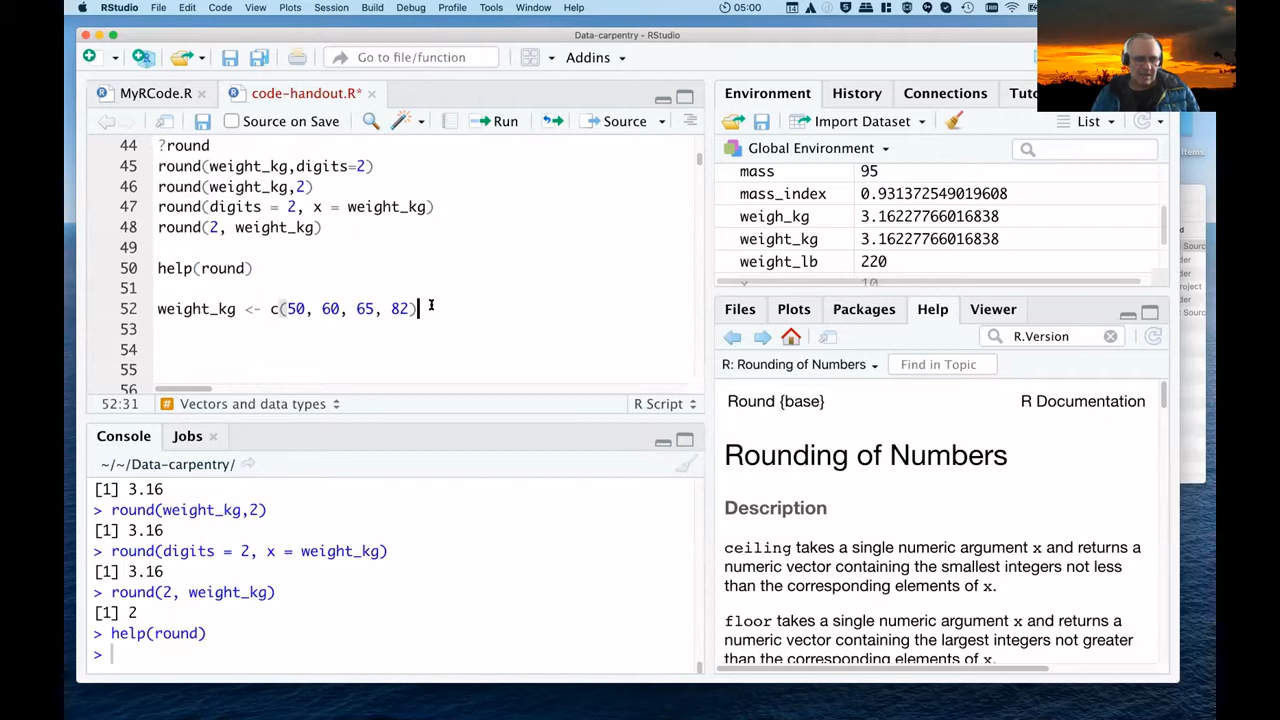 RStudio File Edit Code View Plots Session Build Debug Profile Tools Window Help 05:00
Data-carpentry - RStudio
Go to file/function Addins
MyRCode.R code-handout.R*
Source on Save Run Source
44 ?round
45 round(weight_kg,digits=2)
46 round(weight_kg,2)
47 round(digits = 2, x = weight_kg)
48 round(2, weight_kg)
49
50 help(round)
51
52 weight_kg <- c(50, 60, 65, 82)
53
54
55
56
52:31 # Vectors and data types R Script
Console Jobs
~/~/Data-carpentry/
[1] 3.16
> round(weight_kg,2)
[1] 3.16
> round(digits = 2, x = weight_kg)
[1] 3.16
> round(2, weight_kg)
[1] 2
> help(round)
>
Environment History Connections Tuto
Import Dataset List
Global Environment
mass 95
mass_index 0.931372549019608
weigh_kg 3.16227766016838
weight_kg 3.16227766016838
weight_lb 220
Files Plots Packages Help Viewer
R.Version
R: Rounding of Numbers Find in Topic
Round {base} R Documentation
Rounding of Numbers
Description
ceiling takes a single numeric argument x and returns a
numeric vector containing the smallest integers not less
than the corresponding elements of x.
floor takes a single numeric argument x and returns a
numeric vector containing the largest integers not greater
than the corresponding elements of x.